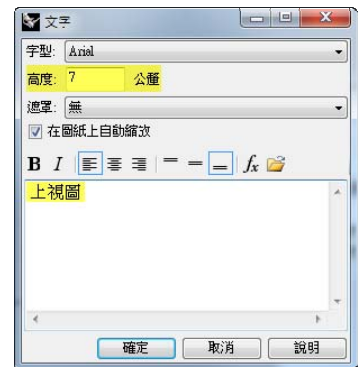 文字
字型: Arial
高度: 7 公釐
遮罩: 無
在圖紙上自動縮放
B I fx
上視圖
確定 取消 說明